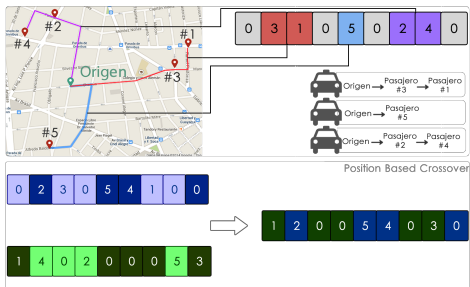 #2
#4
#1
#3
Origen
#5
0 3 1 0 5 0 2 4 0
Origen → Pasajero #3 → Pasajero #1
Origen → Pasajero #5
Origen → Pasajero #2 → Pasajero #4
Position Based Crossover
0 2 3 0 5 4 1 0 0
1 2 0 0 5 4 0 3 0
1 4 0 2 0 0 0 5 3